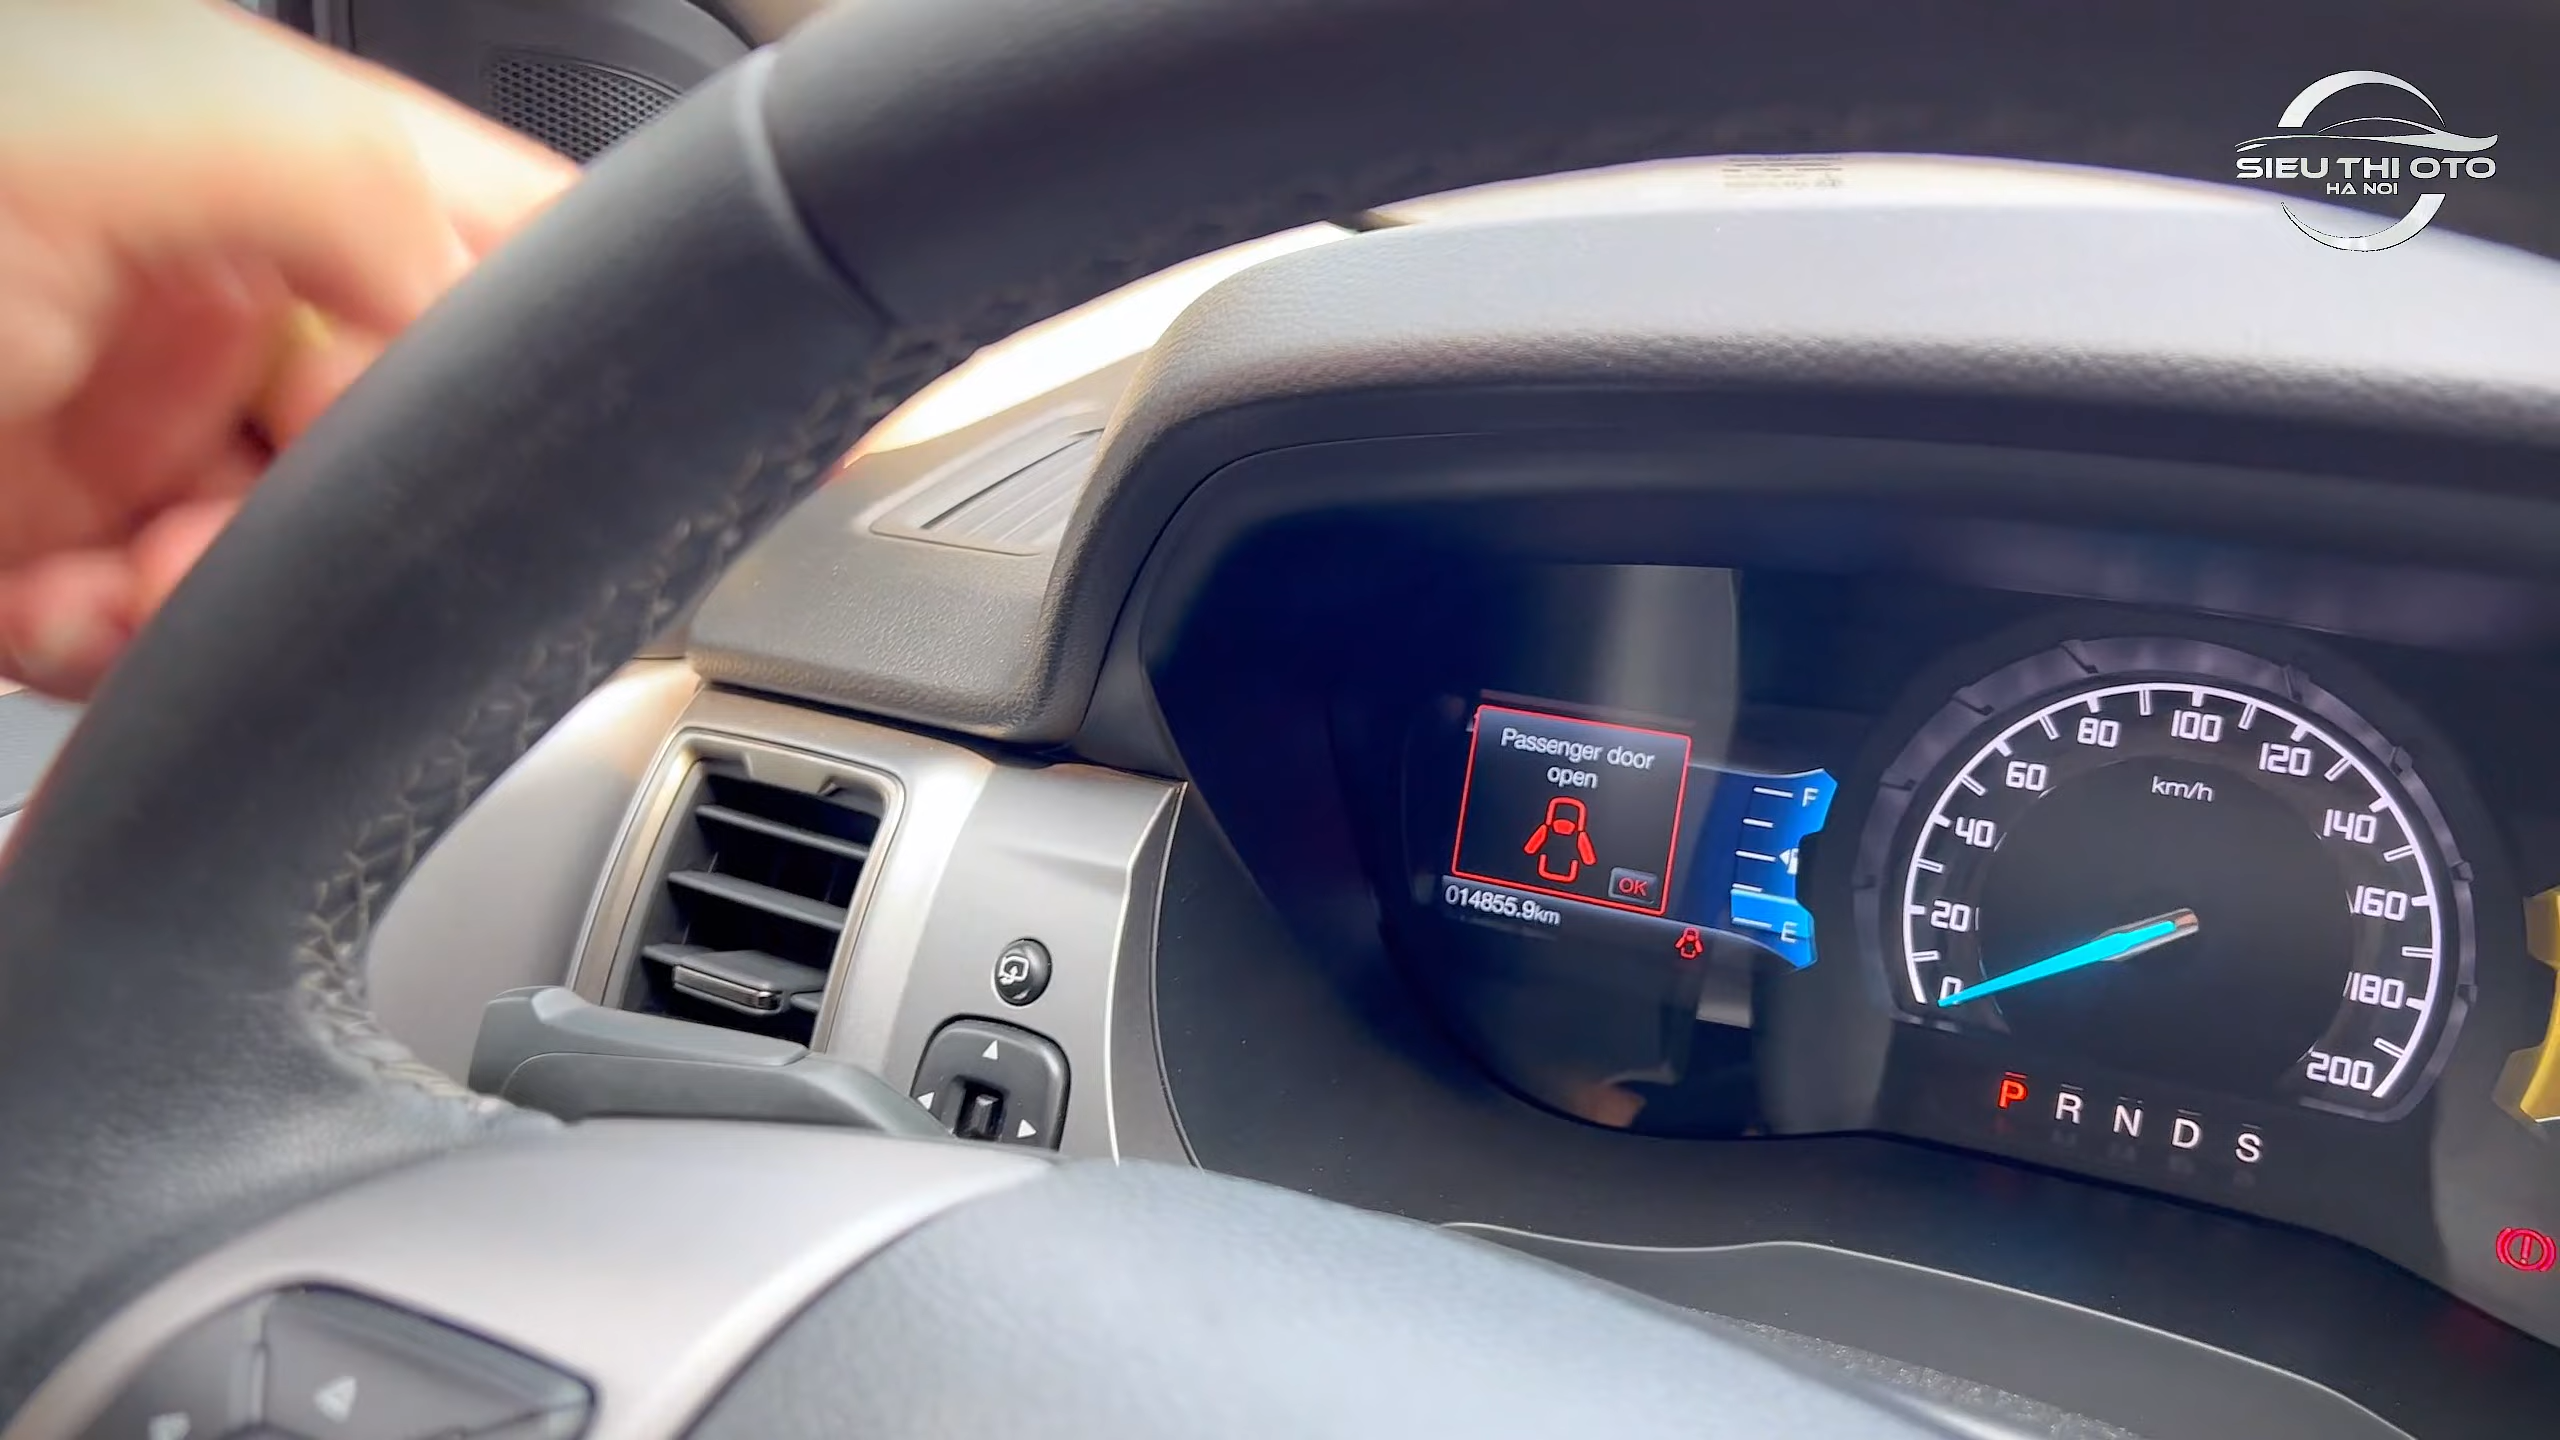 SIEU THI OTO
HA NOI
Passenger door
open
OK
014855.9km
F
E
km/h
0
20
40
60
80
100
120
140
160
180
200
P R N D S